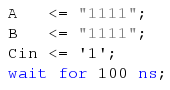 A   <= "1111";
B   <= "1111";
Cin <= '1';
wait for 100 ns;